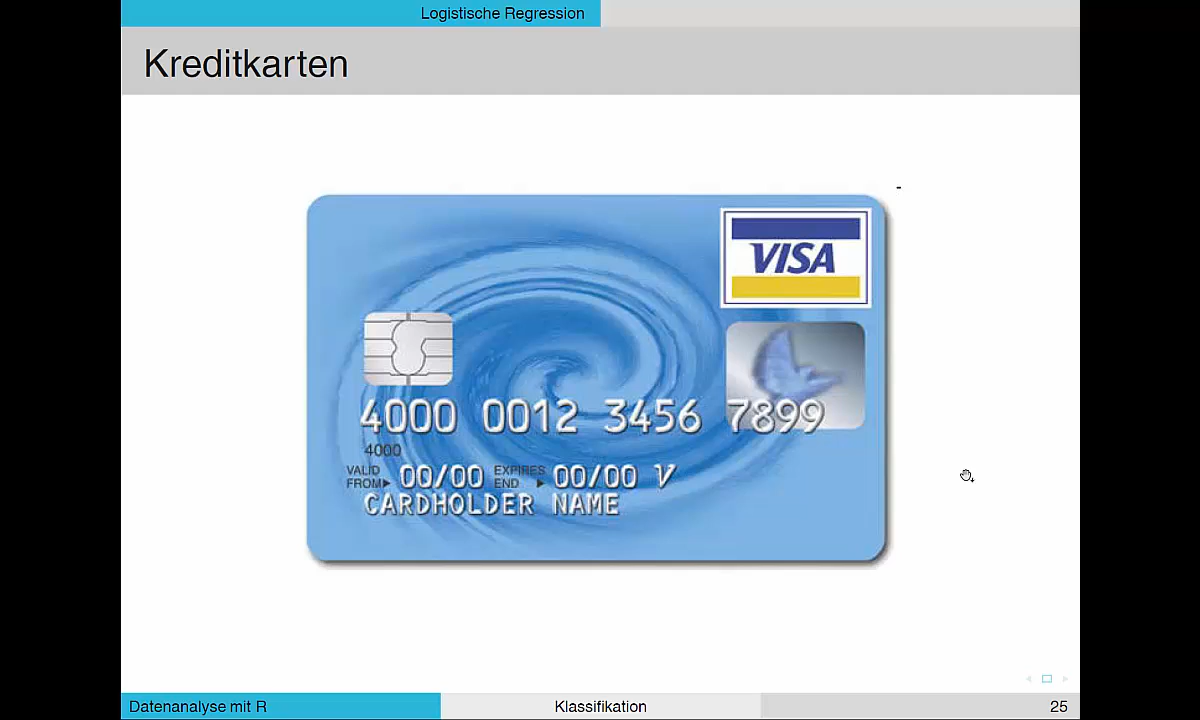 Logistische Regression
Kreditkarten
VISA
4000 0012 3456 7899
4000
VALID FROM 00/00 EXPIRES END 00/00 V
CARDHOLDER NAME
Datenanalyse mit R Klassifikation 25